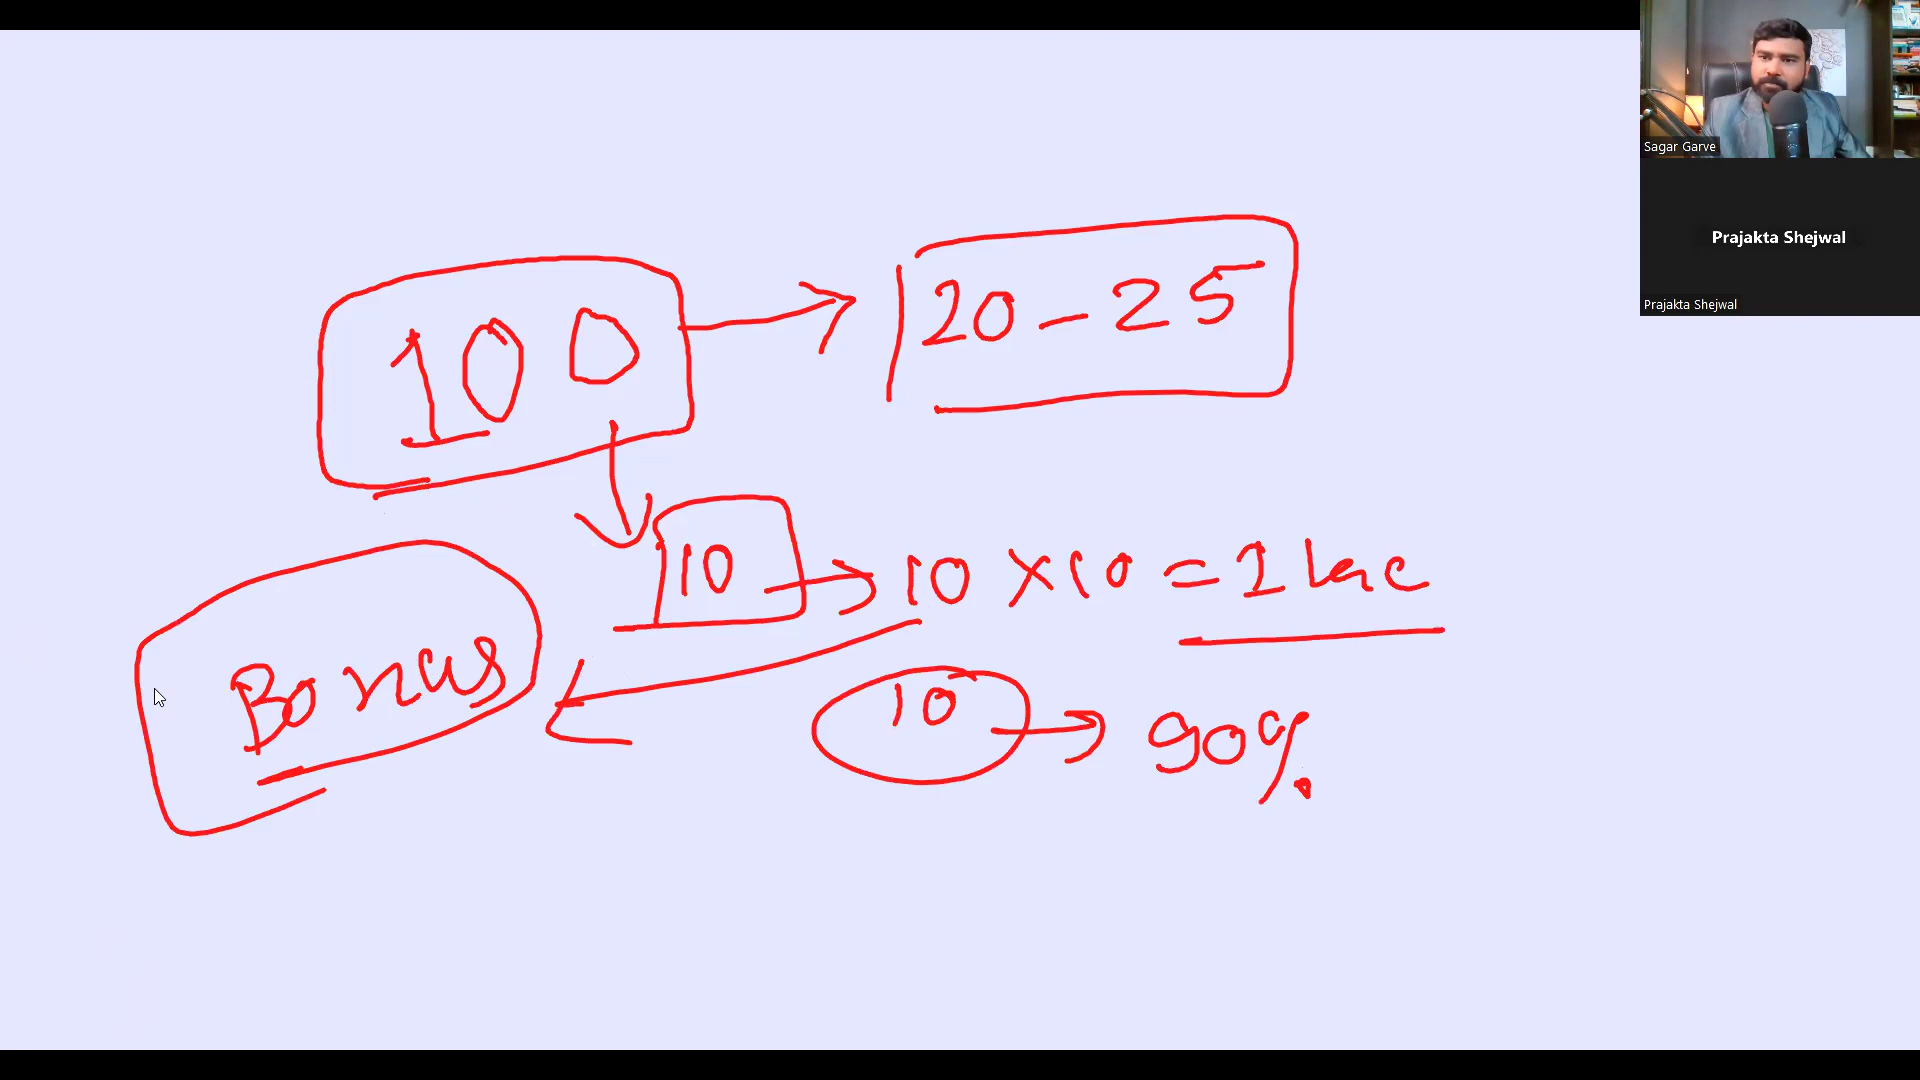 100 → 20-25
10 → 10 × 10 = 1 lac
Bonus
10 → 90%
Sagar Garve
Prajakta Shejwal
Prajakta Shejwal